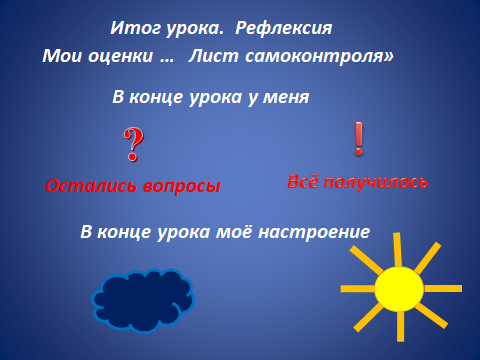 Итог урока. Рефлексия
Мои оценки … Лист самоконтроля»
В конце урока у меня
? !
Остались вопросы Всё получилось
В конце урока моё настроение